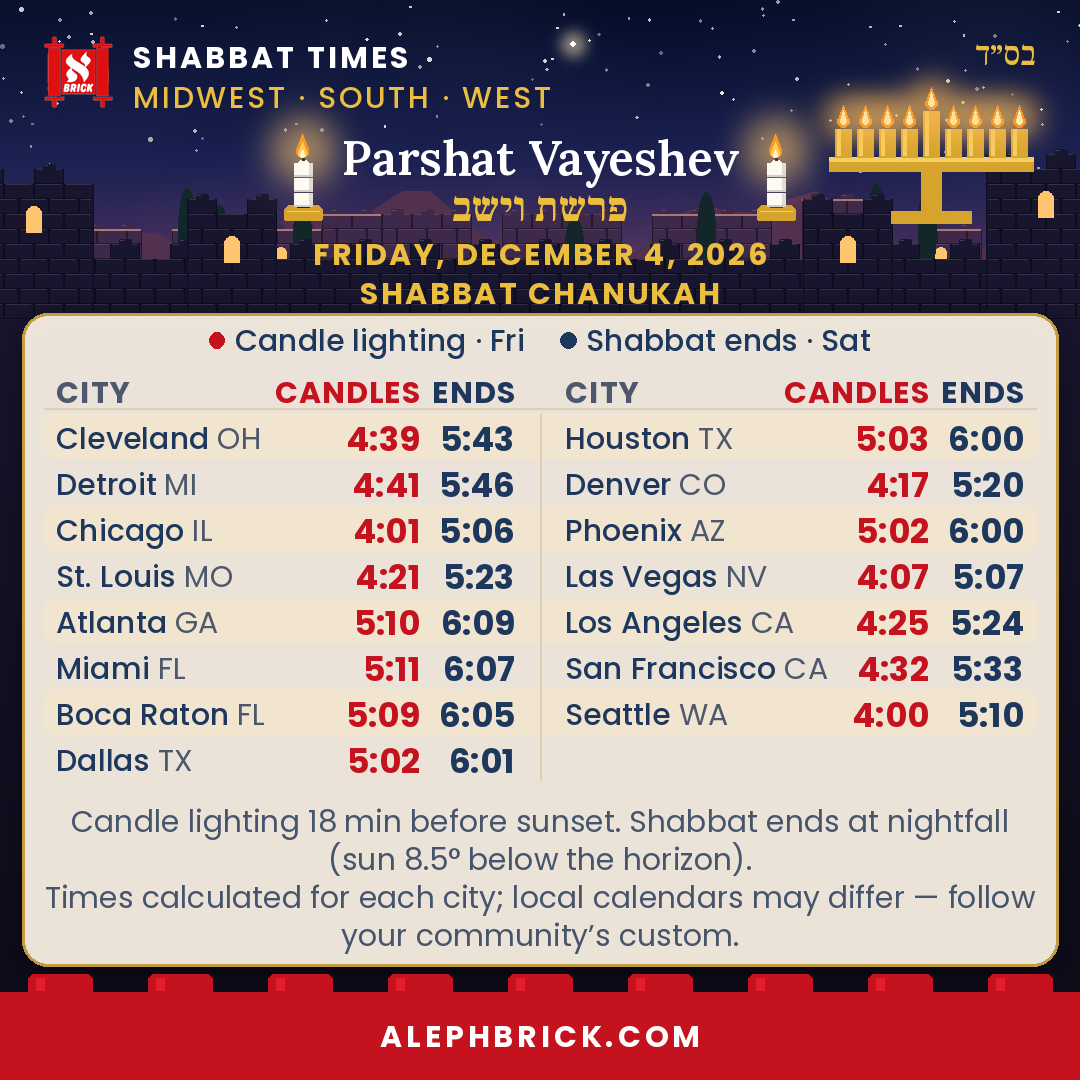 א
BRICK
SHABBAT TIMES
MIDWEST · SOUTH · WEST
בס״ד
Parshat Vayeshev
פרשת וישב
FRIDAY, DECEMBER 4, 2026
SHABBAT CHANUKAH
Candle lighting · Fri Shabbat ends · Sat
CITY CANDLES ENDS CITY CANDLES ENDS
Cleveland OH 4:39 5:43 Houston TX 5:03 6:00
Detroit MI 4:41 5:46 Denver CO 4:17 5:20
Chicago IL 4:01 5:06 Phoenix AZ 5:02 6:00
St. Louis MO 4:21 5:23 Las Vegas NV 4:07 5:07
Atlanta GA 5:10 6:09 Los Angeles CA 4:25 5:24
Miami FL 5:11 6:07 San Francisco CA 4:32 5:33
Boca Raton FL 5:09 6:05 Seattle WA 4:00 5:10
Dallas TX 5:02 6:01
Candle lighting 18 min before sunset. Shabbat ends at nightfall
(sun 8.5° below the horizon).
Times calculated for each city; local calendars may differ — follow
your community’s custom.
ALEPHBRICK.COM